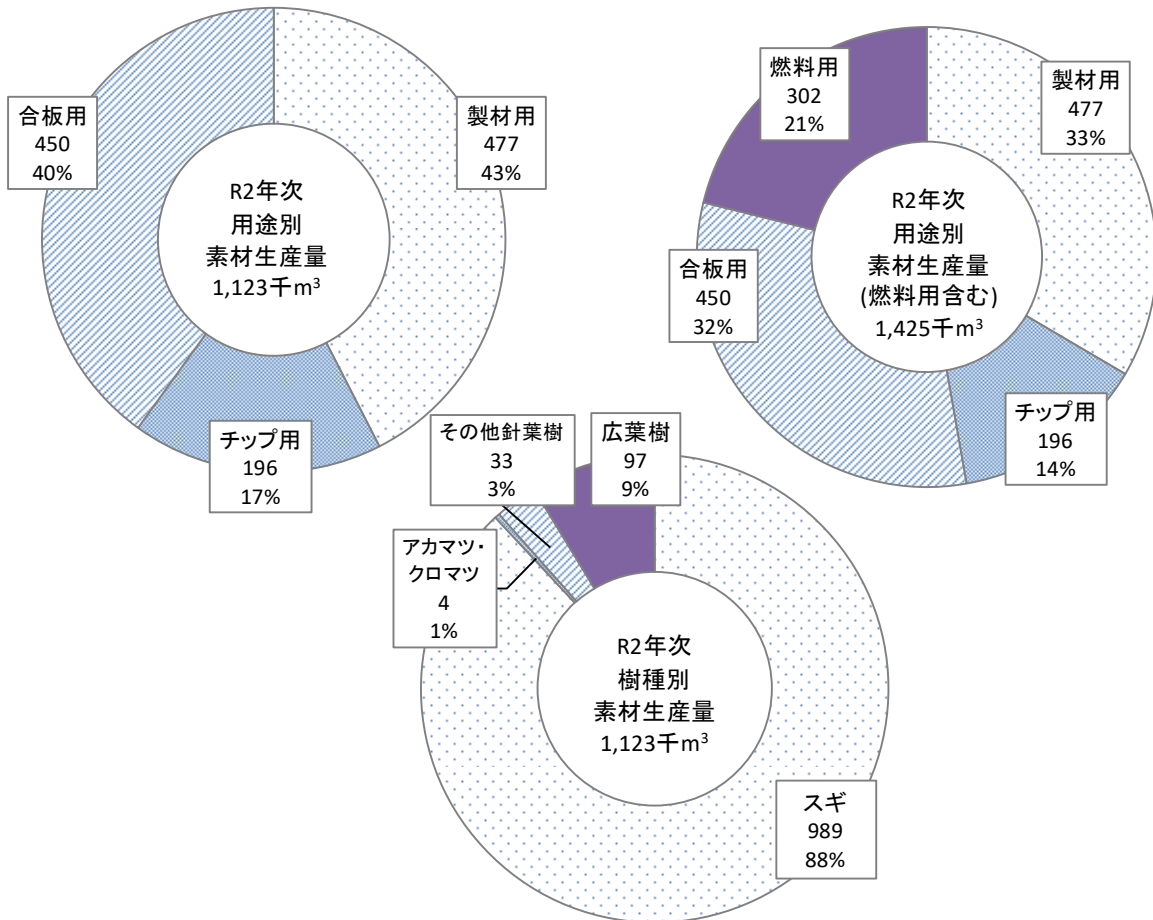 合板用
450
40%
製材用
477
43%
R2年次
用途別
素材生産量
1,123千m³
チップ用
196
17%
燃料用
302
21%
製材用
477
33%
R2年次
用途別
素材生産量
(燃料用含む)
1,425千m³
合板用
450
32%
チップ用
196
14%
その他針葉樹
33
3%
広葉樹
97
9%
アカマツ・
クロマツ
4
1%
R2年次
樹種別
素材生産量
1,123千m³
スギ
989
88%